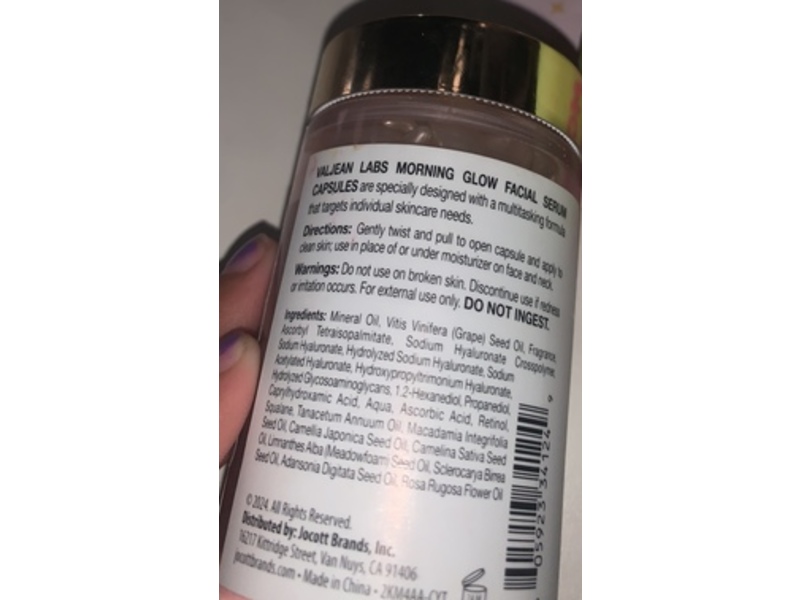 VALJEAN LABS MORNING GLOW FACIAL SERUM
CAPSULES are specially designed with a multitasking formula
that targets individual skincare needs.
Directions: Gently twist and pull to open capsule and apply to
clean skin; use in place of or under moisturizer on face and neck.
Warnings: Do not use on broken skin. Discontinue use if redness
or irritation occurs. For external use only. DO NOT INGEST.
Ingredients: Mineral Oil, Vitis Vinifera (Grape) Seed Oil, Fragrance,
Ascorbyl Tetraisopalmitate, Sodium Hyaluronate Crosspolymer,
Sodium Hyaluronate, Hydrolyzed Sodium Hyaluronate, Sodium
Acetylated Hyaluronate, Hydroxypropyltrimonium Hyaluronate,
Hydrolyzed Glycosoaminoglycans, 1,2-Hexanediol, Propanediol,
Caprylhydroxamic Acid, Aqua, Ascorbic Acid, Retinol,
Squalane, Tanacetum Annuum Oil, Macadamia Integrifolia
Seed Oil, Camellia Japonica Seed Oil, Camelina Sativa Seed
Oil, Limnanthes Alba (Meadowfoam) Seed Oil, Sclerocarya Birrea
Seed Oil, Adansonia Digitata Seed Oil, Rosa Rugosa Flower Oil
© 2024. All Rights Reserved.
Distributed by: Jocott Brands, Inc.
16217 Kittridge Street, Van Nuys, CA 91406
jocottbrands.com • Made in China • 2KM4AA-CYT
05923 34124 9